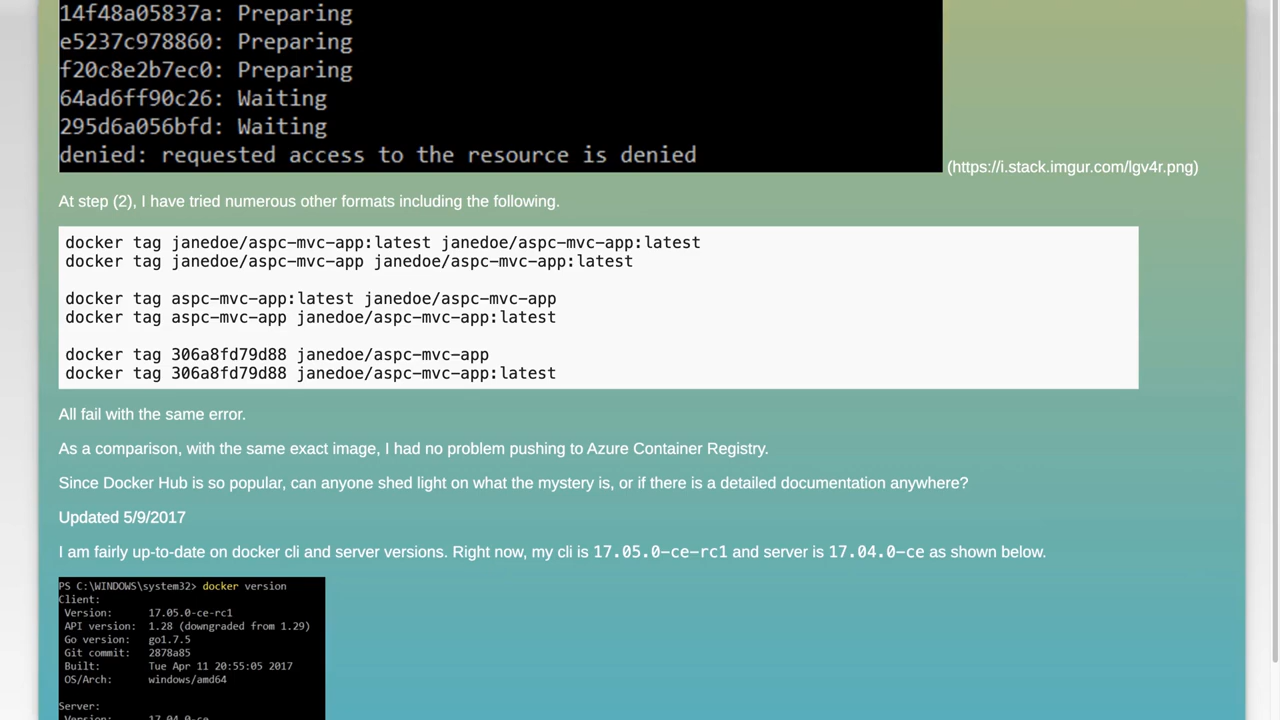 14f48a05837a: Preparing
e5237c978860: Preparing
f20c8e2b7ec0: Preparing
64ad6ff90c26: Waiting
295d6a056bfd: Waiting
denied: requested access to the resource is denied
(https://i.stack.imgur.com/lgv4r.png)
At step (2), I have tried numerous other formats including the following.
docker tag janedoe/aspc-mvc-app:latest janedoe/aspc-mvc-app:latest
docker tag janedoe/aspc-mvc-app janedoe/aspc-mvc-app:latest
docker tag aspc-mvc-app:latest janedoe/aspc-mvc-app
docker tag aspc-mvc-app janedoe/aspc-mvc-app:latest
docker tag 306a8fd79d88 janedoe/aspc-mvc-app
docker tag 306a8fd79d88 janedoe/aspc-mvc-app:latest
All fail with the same error.
As a comparison, with the same exact image, I had no problem pushing to Azure Container Registry.
Since Docker Hub is so popular, can anyone shed light on what the mystery is, or if there is a detailed documentation anywhere?
Updated 5/9/2017
I am fairly up-to-date on docker cli and server versions. Right now, my cli is 17.05.0-ce-rc1 and server is 17.04.0-ce as shown below.
PS C:\WINDOWS\system32> docker version
Client:
Version: 17.05.0-ce-rc1
API version: 1.28 (downgraded from 1.29)
Go version: go1.7.5
Git commit: 2878a85
Built: Tue Apr 11 20:55:05 2017
OS/Arch: windows/amd64
Server:
Version: 17.04.0-ce